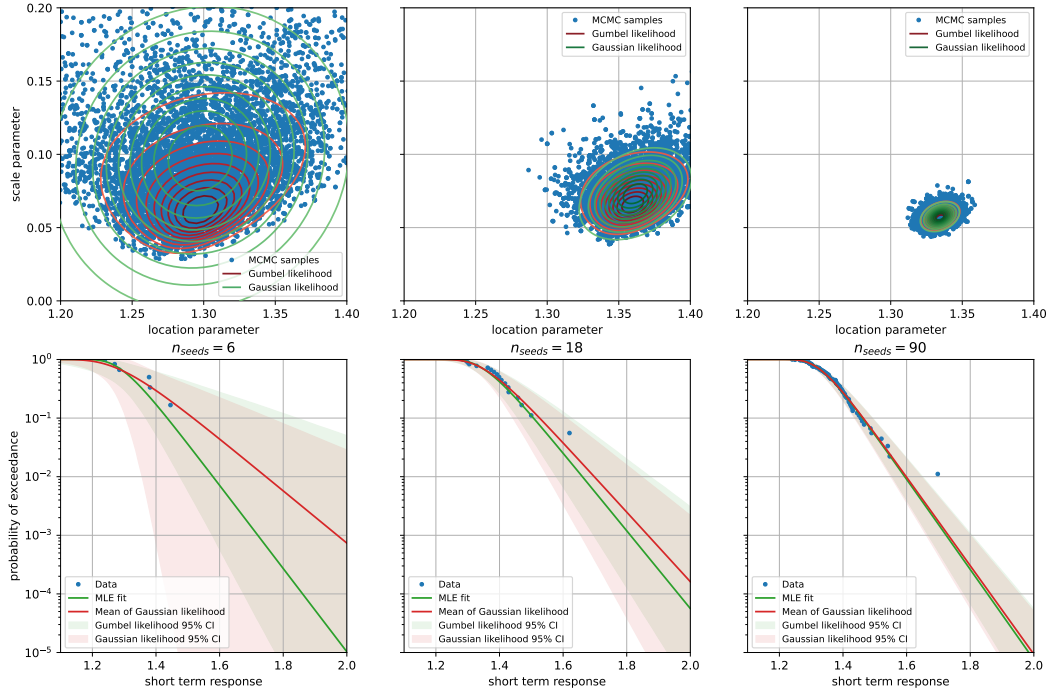 0.20
0.15
0.10
0.05
0.00
scale parameter
MCMC samples
Gumbel likelihood
Gaussian likelihood
1.20 1.25 1.30 1.35 1.40
location parameter
MCMC samples
Gumbel likelihood
Gaussian likelihood
1.20 1.25 1.30 1.35 1.40
location parameter
MCMC samples
Gumbel likelihood
Gaussian likelihood
1.20 1.25 1.30 1.35 1.40
location parameter
n_seeds = 6
10^0
10^-1
10^-2
10^-3
10^-4
10^-5
probability of exceedance
Data
MLE fit
Mean of Gaussian likelihood
Gumbel likelihood 95% CI
Gaussian likelihood 95% CI
1.2 1.4 1.6 1.8 2.0
short term response
n_seeds = 18
Data
MLE fit
Mean of Gaussian likelihood
Gumbel likelihood 95% CI
Gaussian likelihood 95% CI
1.2 1.4 1.6 1.8 2.0
short term response
n_seeds = 90
Data
MLE fit
Mean of Gaussian likelihood
Gumbel likelihood 95% CI
Gaussian likelihood 95% CI
1.2 1.4 1.6 1.8 2.0
short term response